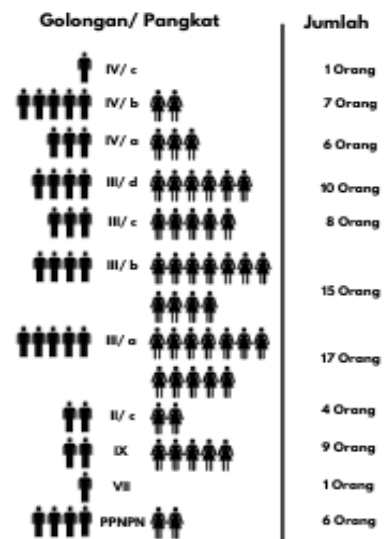 Golongan/ Pangkat Jumlah
IV/ c 1 Orang
IV/ b 7 Orang
IV/ a 6 Orang
III/ d 10 Orang
III/ c 8 Orang
III/ b
15 Orang
III/ a
17 Orang
II/ c 4 Orang
IX 9 Orang
VII 1 Orang
PPNPN 6 Orang